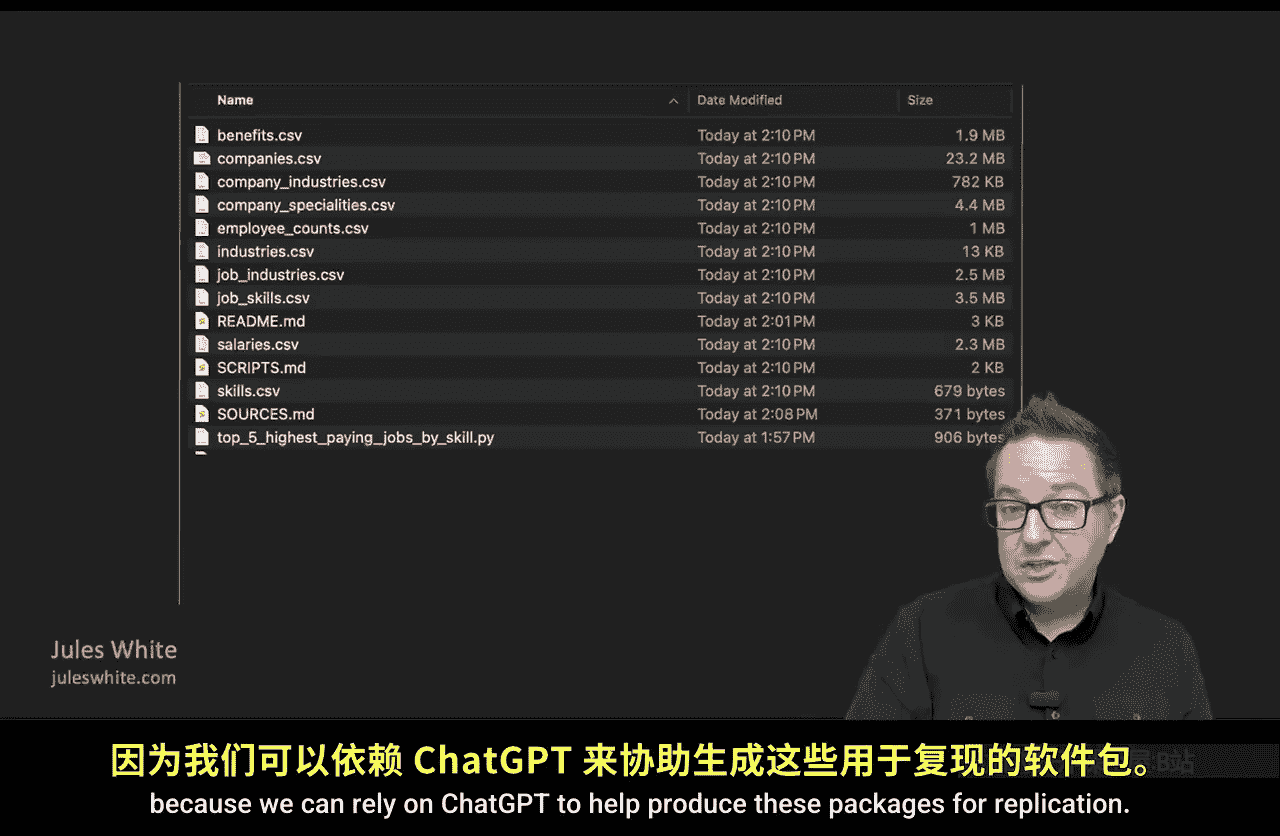 Name Date Modified Size
benefits.csv Today at 2:10 PM 1.9 MB
companies.csv Today at 2:10 PM 23.2 MB
company_industries.csv Today at 2:10 PM 782 KB
company_specialities.csv Today at 2:10 PM 4.4 MB
employee_counts.csv Today at 2:10 PM 1 MB
industries.csv Today at 2:10 PM 13 KB
job_industries.csv Today at 2:10 PM 2.5 MB
job_skills.csv Today at 2:10 PM 3.5 MB
README.md Today at 2:01 PM 3 KB
salaries.csv Today at 2:10 PM 2.3 MB
SCRIPTS.md Today at 2:10 PM 2 KB
skills.csv Today at 2:10 PM 679 bytes
SOURCES.md Today at 2:08 PM 371 bytes
top_5_highest_paying_jobs_by_skill.py Today at 1:57 PM 906 bytes
Jules White
juleswhite.com
因为我们可以依赖 ChatGPT 来协助生成这些用于复现的软件包。
B站
because we can rely on ChatGPT to help produce these packages for replication.